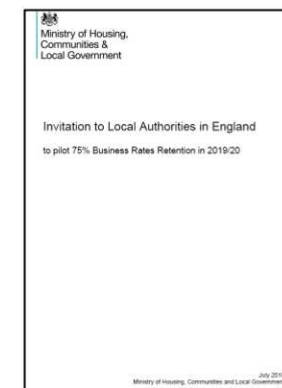 Ministry of Housing,
Communities &
Local Government
Invitation to Local Authorities in England
to pilot 75% Business Rates Retention in 2019/20
July
Ministry of Housing, Communities and Local